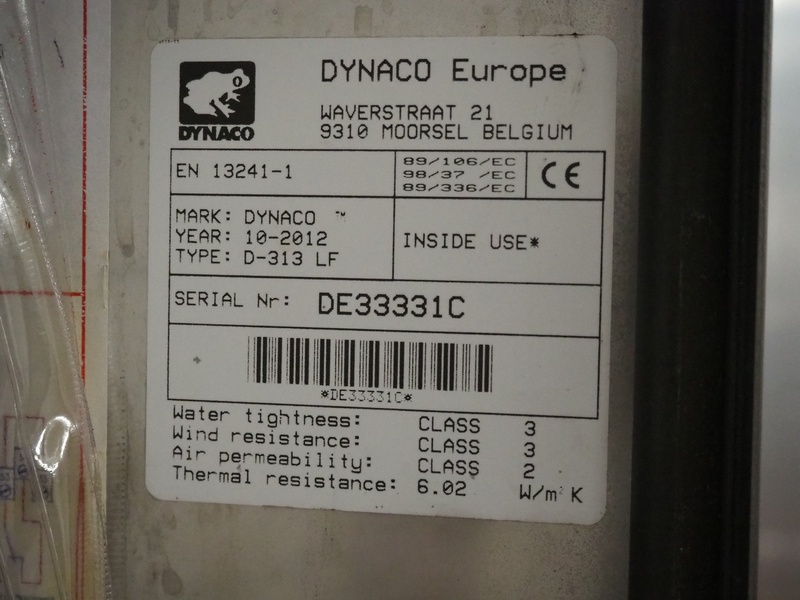 DYNACO Europe
DYNACO
WAVERSTRAAT 21
9310 MOORSEL BELGIUM
EN 13241-1
89/106/EC
98/37 /EC
89/336/EC
CE
MARK: DYNACO ™
YEAR: 10-2012
TYPE: D-313 LF
INSIDE USE*
SERIAL Nr: DE33331C
*DE33331C*
Water tightness: CLASS 3
Wind resistance: CLASS 3
Air permeability: CLASS 2
Thermal resistance: 6.02 W/m² K